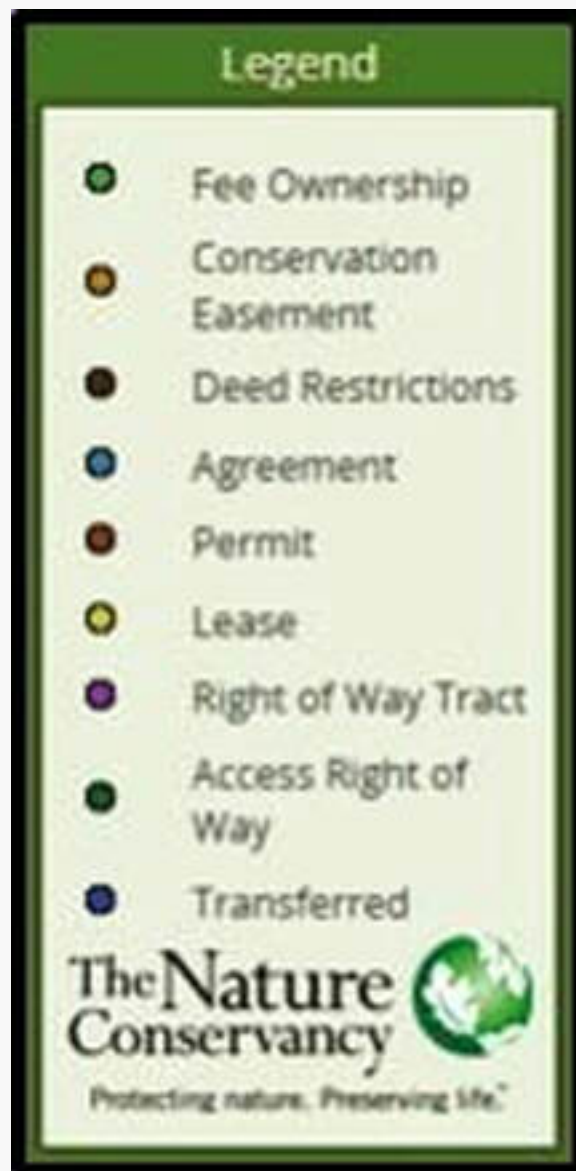 Legend
Fee Ownership
Conservation
Easement
Deed Restrictions
Agreement
Permit
Lease
Right of Way Tract
Access Right of
Way
Transferred
The Nature
Conservancy
Protecting nature. Preserving life.™